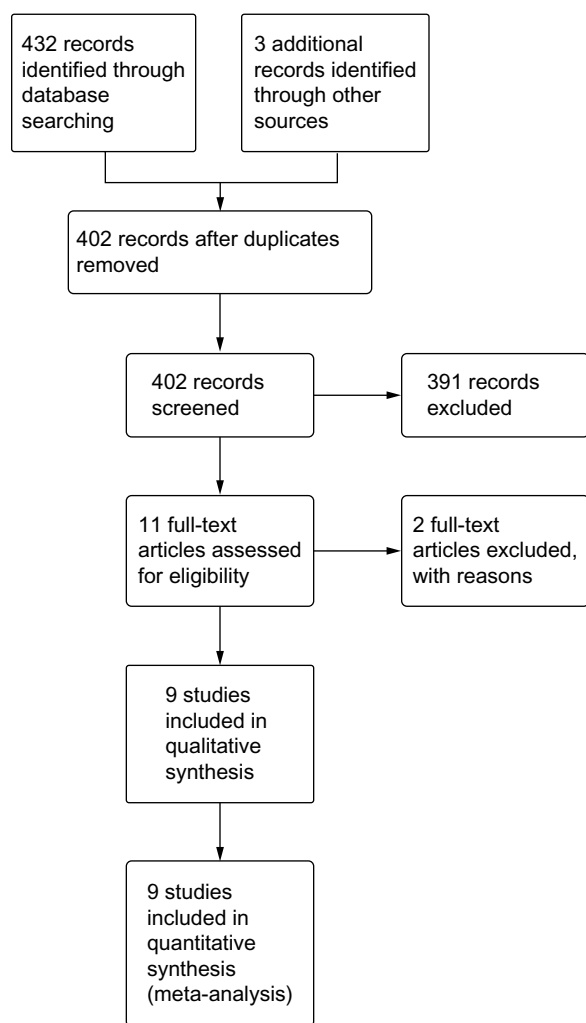 432 records
identified through
database
searching
3 additional
records identified
through other
sources
402 records after duplicates
removed
402 records
screened
391 records
excluded
11 full-text
articles assessed
for eligibility
2 full-text
articles excluded,
with reasons
9 studies
included in
qualitative
synthesis
9 studies
included in
quantitative
synthesis
(meta-analysis)